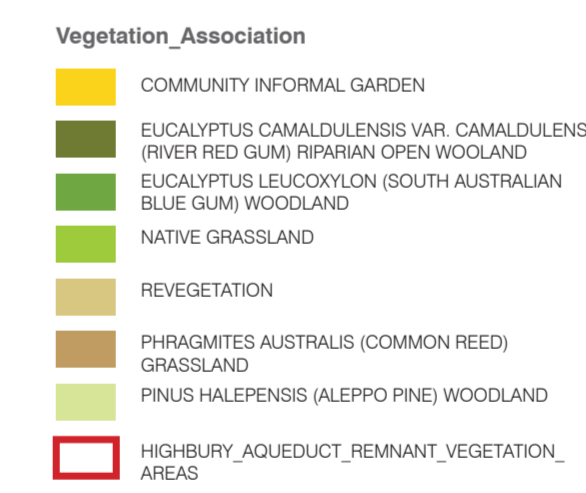 Vegetation_Association
COMMUNITY INFORMAL GARDEN
EUCALYPTUS CAMALDULENSIS VAR. CAMALDULENS
(RIVER RED GUM) RIPARIAN OPEN WOOLAND
EUCALYPTUS LEUCOXYLON (SOUTH AUSTRALIAN
BLUE GUM) WOODLAND
NATIVE GRASSLAND
REVEGETATION
PHRAGMITES AUSTRALIS (COMMON REED)
GRASSLAND
PINUS HALEPENSIS (ALEPPO PINE) WOODLAND
HIGHBURY_AQUEDUCT_REMNANT_VEGETATION_
AREAS